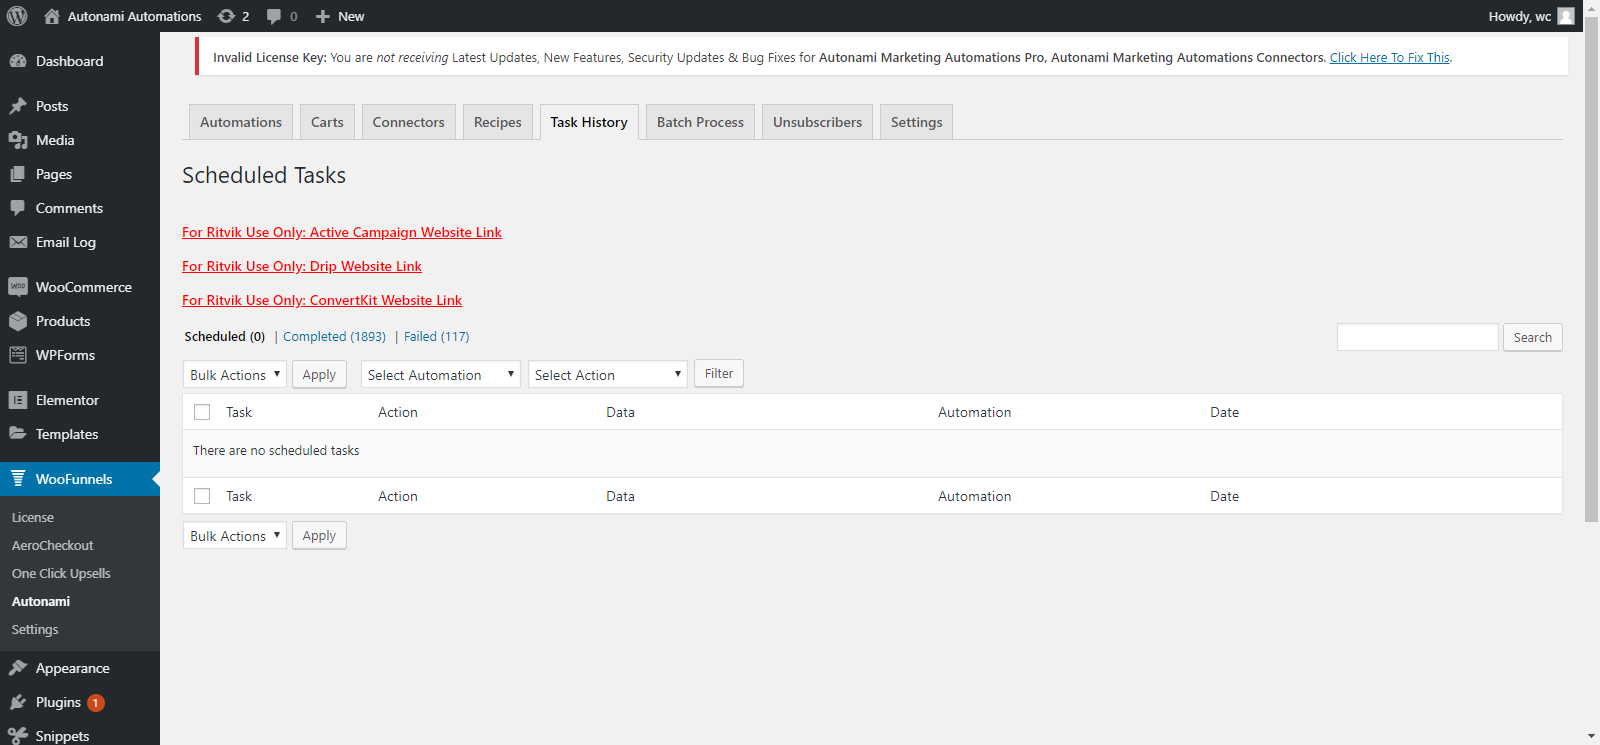 Autonami Automations 2 0 New Howdy, wc
Dashboard
Posts
Media
Pages
Comments
Email Log
WooCommerce
Products
WPForms
Elementor
Templates
WooFunnels
License
AeroCheckout
One Click Upsells
Autonami
Settings
Appearance
Plugins 1
Snippets
Invalid License Key: You are not receiving Latest Updates, New Features, Security Updates & Bug Fixes for Autonami Marketing Automations Pro, Autonami Marketing Automations Connectors. Click Here To Fix This.
Automations Carts Connectors Recipes Task History Batch Process Unsubscribers Settings
Scheduled Tasks
For Ritvik Use Only: Active Campaign Website Link
For Ritvik Use Only: Drip Website Link
For Ritvik Use Only: ConvertKit Website Link
Scheduled (0) | Completed (1893) | Failed (117) Search
Bulk Actions Apply Select Automation Select Action Filter
Task Action Data Automation Date
There are no scheduled tasks
Task Action Data Automation Date
Bulk Actions Apply